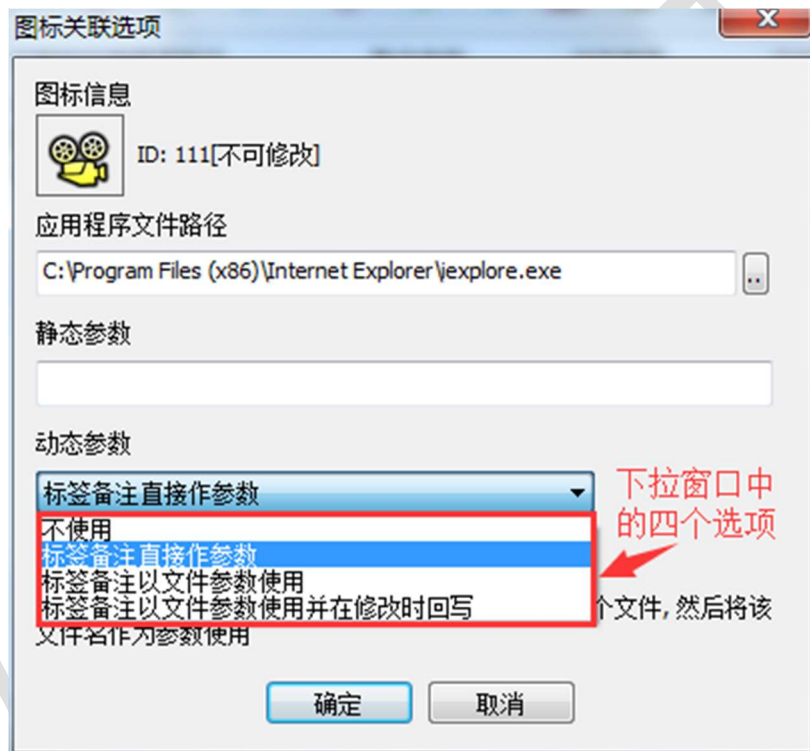 图标关联选项
图标信息
ID: 111[不可修改]
应用程序文件路径
C:\Program Files (x86)\Internet Explorer\iexplore.exe
..
静态参数
动态参数
标签备注直接作参数
下拉窗口中
的四个选项
不使用
标签备注直接作参数
标签备注以文件参数使用
标签备注以文件参数使用并在修改时回写
个文件, 然后将该
文件名作为参数使用
确定
取消